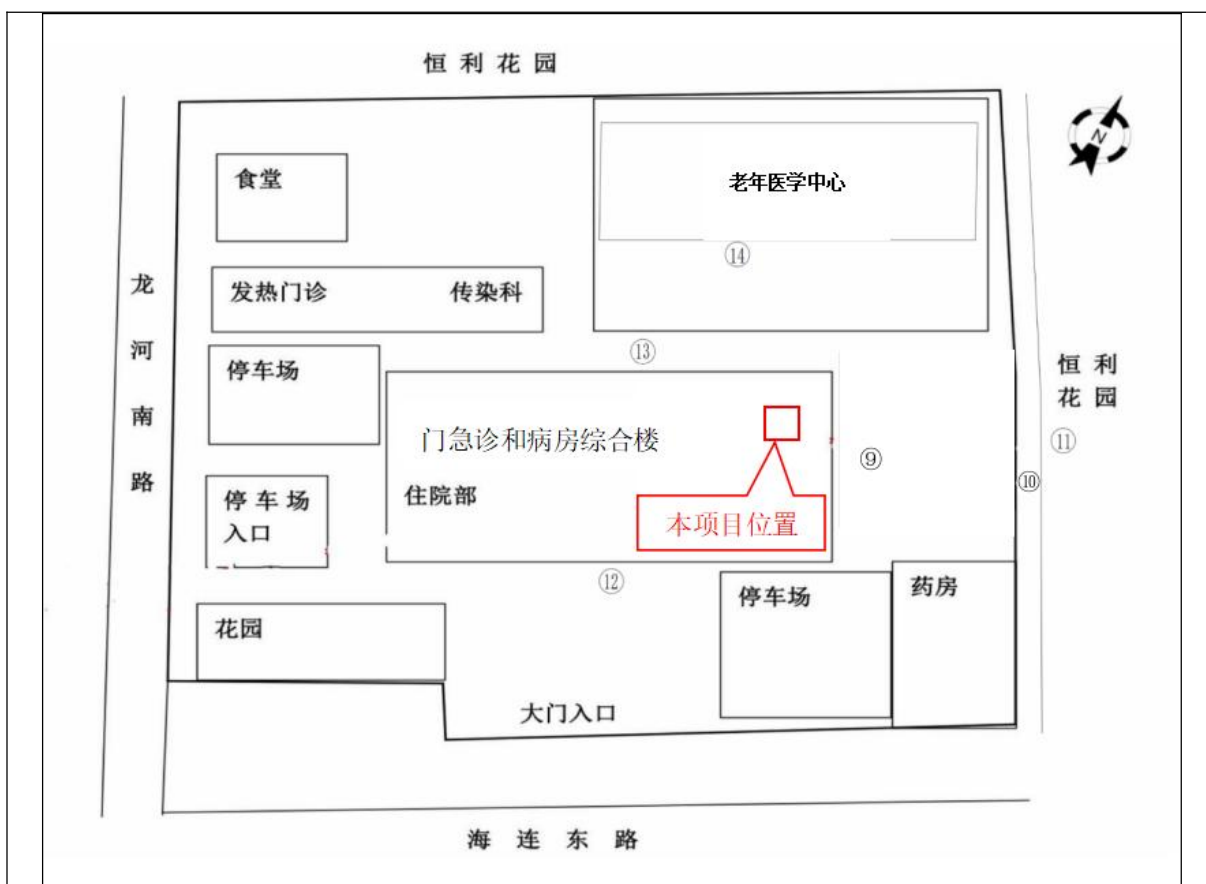 恒利花园
N
食堂
老年医学中心
⑭
龙河南路
发热门诊 传染科
⑬
停车场
恒利
花园
⑪
门急诊和病房综合楼
⑨
⑩
住院部
本项目位置
停车场
入口
⑫
停车场
药房
花园
大门入口
海连东路